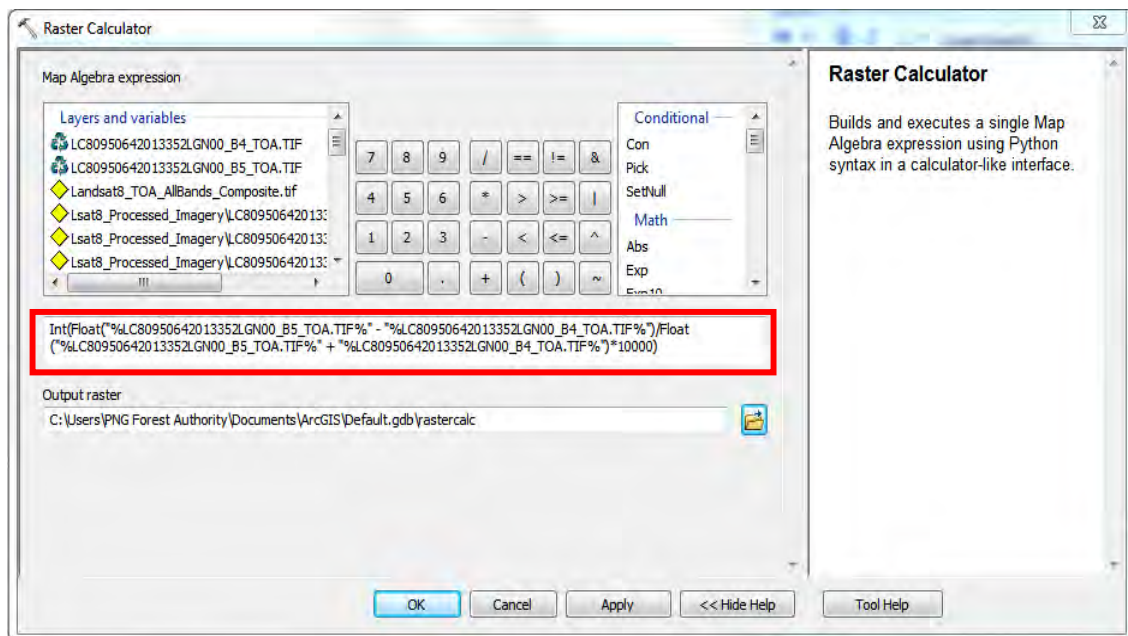 Raster Calculator
Map Algebra expression
Layers and variables
LC80950642013352LGN00_B4_TOA.TIF
LC80950642013352LGN00_B5_TOA.TIF
Landsat8_TOA_AllBands_Composite.tif
Lsat8_Processed_Imagery\LC809506420133
Lsat8_Processed_Imagery\LC809506420133
Lsat8_Processed_Imagery\LC809506420133
7 8 9 / == != &
4 5 6 * > >= |
1 2 3 - < <= ^
0 . + ( ) ~
Conditional
Con
Pick
SetNull
Math
Abs
Exp
Exp10
Int(Float("%LC80950642013352LGN00_B5_TOA.TIF%" - "%LC80950642013352LGN00_B4_TOA.TIF%")/Float
("%LC80950642013352LGN00_B5_TOA.TIF%" + "%LC80950642013352LGN00_B4_TOA.TIF%")*10000)
Output raster
C:\Users\PNG Forest Authority\Documents\ArcGIS\Default.gdb\rastercalc
OK Cancel Apply << Hide Help Tool Help
Raster Calculator
Builds and executes a single Map
Algebra expression using Python
syntax in a calculator-like interface.